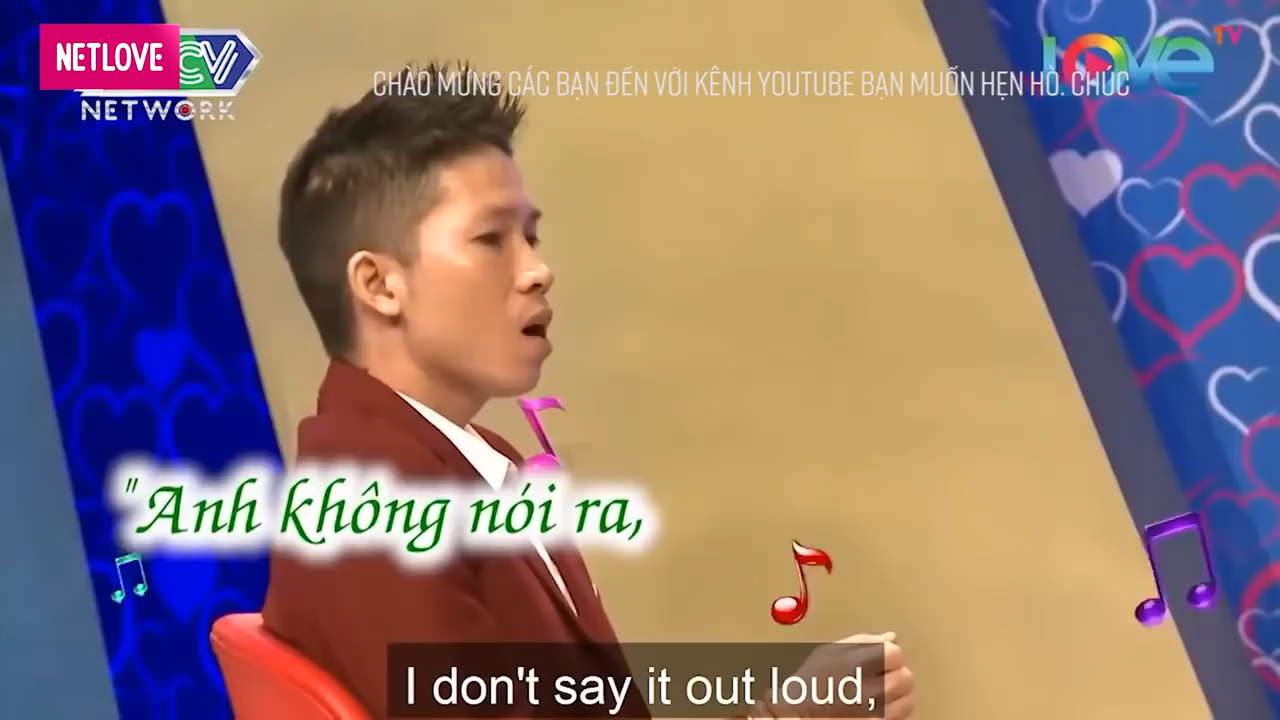 NETLOVE
CV
NETWORK
LOVE TV
CHÀO MỪNG CÁC BẠN ĐẾN VỚI KÊNH YOUTUBE BẠN MUỐN HẸN HÒ. CHÚC
"Anh không nói ra,
I don't say it out loud,